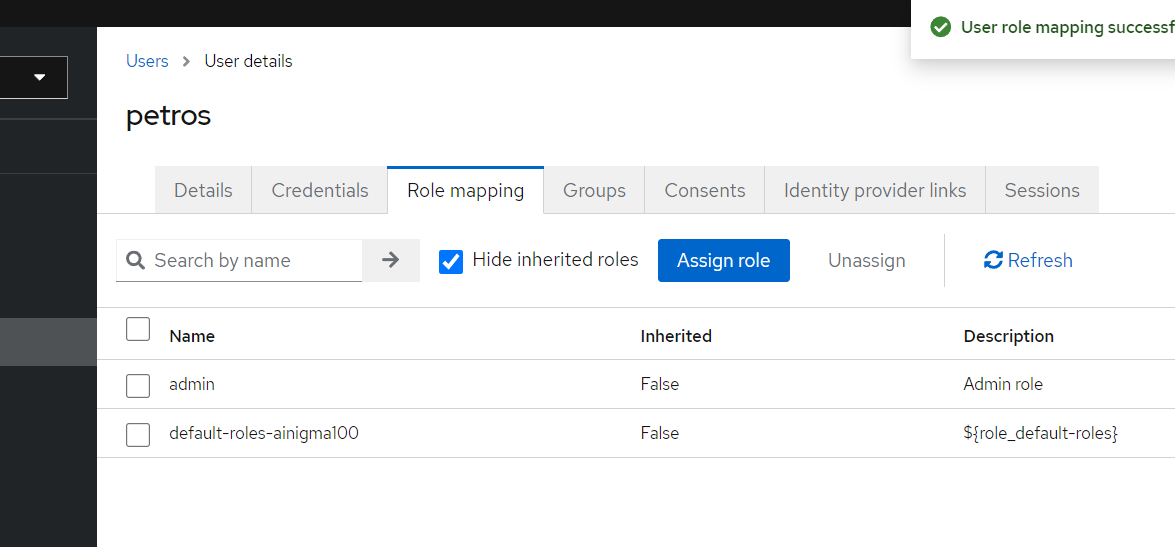 User role mapping successf
Users > User details
petros
Details Credentials Role mapping Groups Consents Identity provider links Sessions
Search by name Hide inherited roles Assign role Unassign Refresh
Name Inherited Description
admin False Admin role
default-roles-ainigma100 False ${role_default-roles}